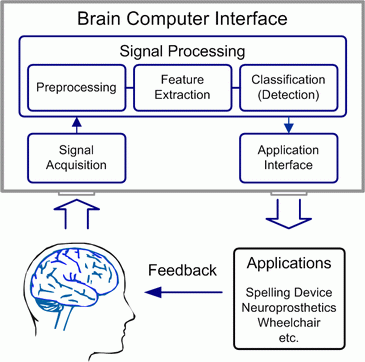 Brain Computer Interface
Signal Processing
Preprocessing
Feature
Extraction
Classification
(Detection)
Signal
Acquisition
Application
Interface
Feedback
Applications
Spelling Device
Neuroprosthetics
Wheelchair
etc.